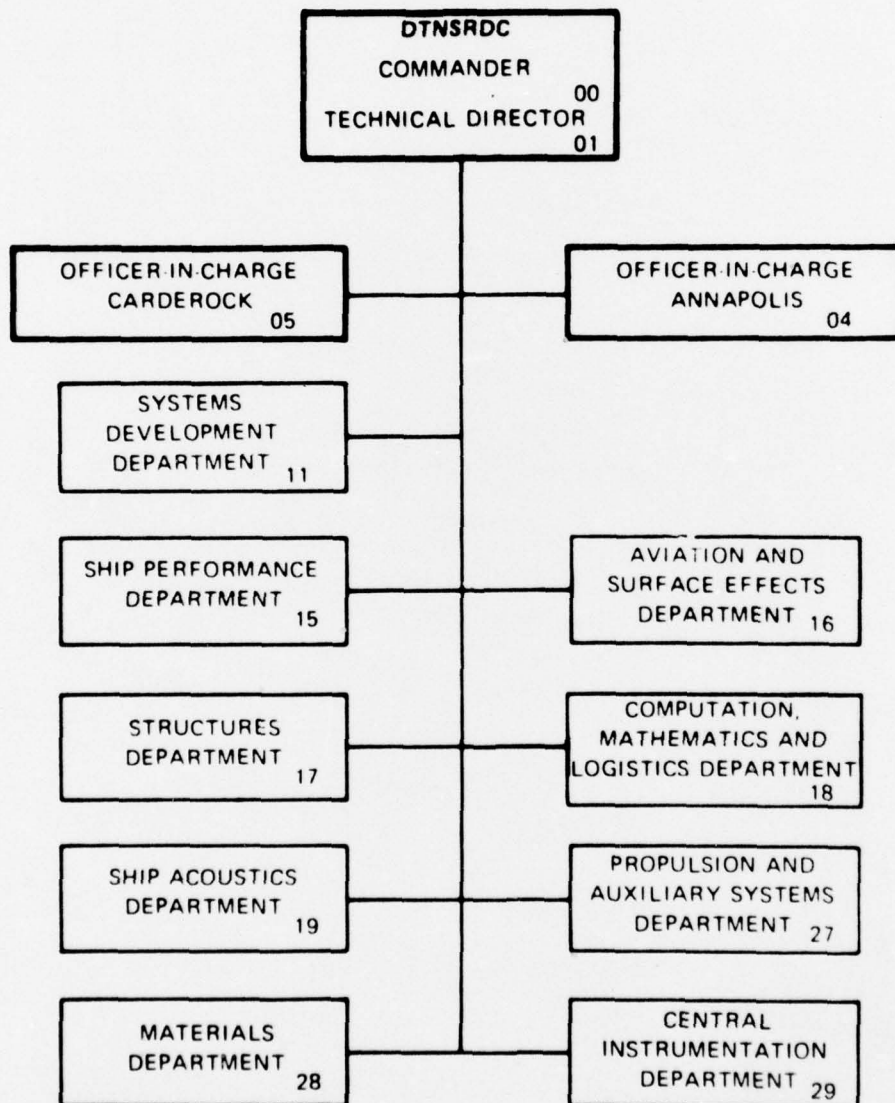 DTNSRDC
COMMANDER
00
TECHNICAL DIRECTOR
01
OFFICER-IN-CHARGE
CARDEROCK
05
OFFICER-IN-CHARGE
ANNAPOLIS
04
SYSTEMS
DEVELOPMENT
DEPARTMENT
11
SHIP PERFORMANCE
DEPARTMENT
15
AVIATION AND
SURFACE EFFECTS
DEPARTMENT
16
STRUCTURES
DEPARTMENT
17
COMPUTATION,
MATHEMATICS AND
LOGISTICS DEPARTMENT
18
SHIP ACOUSTICS
DEPARTMENT
19
PROPULSION AND
AUXILIARY SYSTEMS
DEPARTMENT
27
MATERIALS
DEPARTMENT
28
CENTRAL
INSTRUMENTATION
DEPARTMENT
29